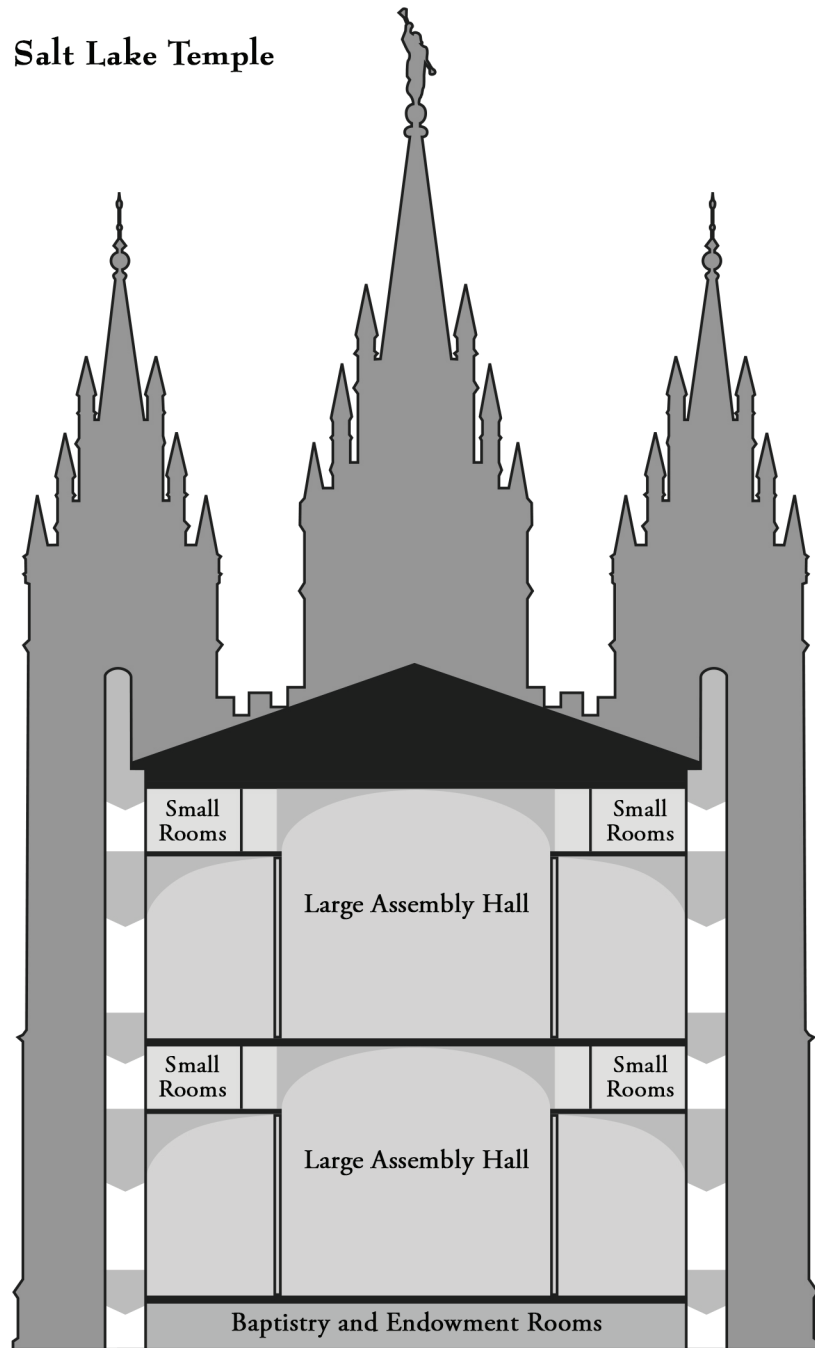 Salt Lake Temple
Small
Rooms
Small
Rooms
Large Assembly Hall
Small
Rooms
Small
Rooms
Large Assembly Hall
Baptistry and Endowment Rooms